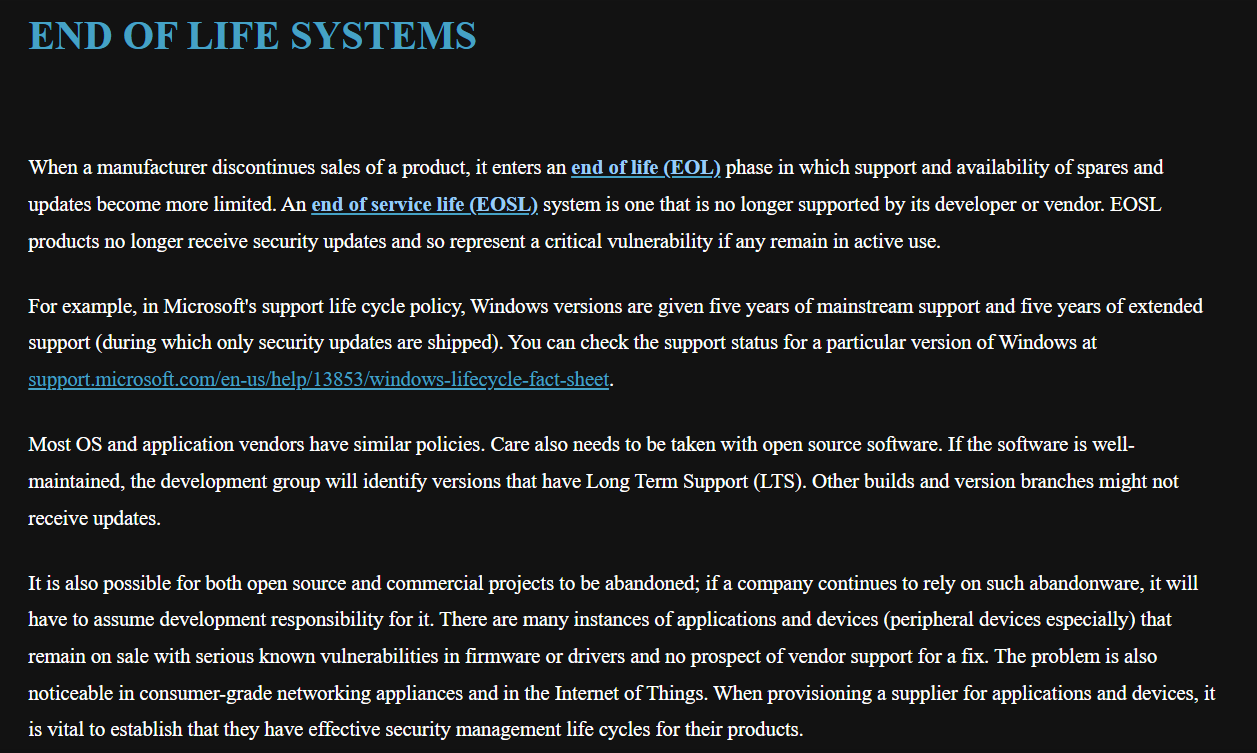 END OF LIFE SYSTEMS
When a manufacturer discontinues sales of a product, it enters an end of life (EOL) phase in which support and availability of spares and
updates become more limited. An end of service life (EOSL) system is one that is no longer supported by its developer or vendor. EOSL
products no longer receive security updates and so represent a critical vulnerability if any remain in active use.
For example, in Microsoft's support life cycle policy, Windows versions are given five years of mainstream support and five years of extended
support (during which only security updates are shipped). You can check the support status for a particular version of Windows at
support.microsoft.com/en-us/help/13853/windows-lifecycle-fact-sheet.
Most OS and application vendors have similar policies. Care also needs to be taken with open source software. If the software is well-
maintained, the development group will identify versions that have Long Term Support (LTS). Other builds and version branches might not
receive updates.
It is also possible for both open source and commercial projects to be abandoned; if a company continues to rely on such abandonware, it will
have to assume development responsibility for it. There are many instances of applications and devices (peripheral devices especially) that
remain on sale with serious known vulnerabilities in firmware or drivers and no prospect of vendor support for a fix. The problem is also
noticeable in consumer-grade networking appliances and in the Internet of Things. When provisioning a supplier for applications and devices, it
is vital to establish that they have effective security management life cycles for their products.